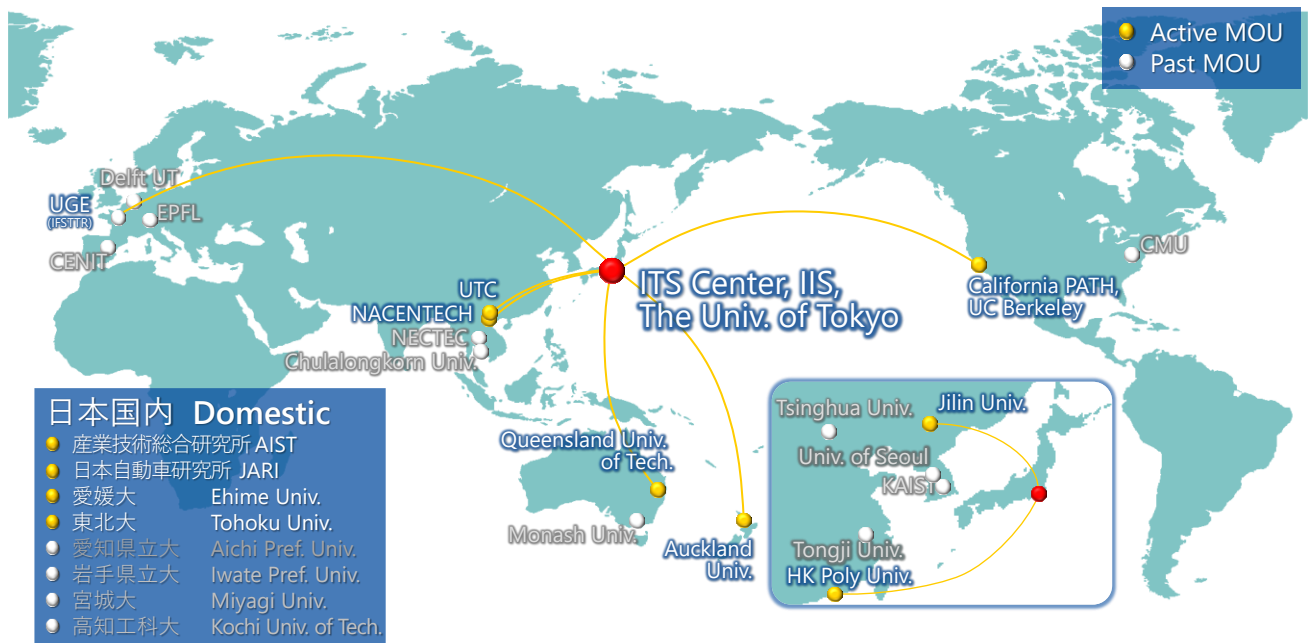 Active MOU
Past MOU
Delft UT
UGE
(IFSTTR)
EPFL
CENIT
CMU
ITS Center, IIS,
The Univ. of Tokyo
California PATH,
UC Berkeley
UTC
NACENTECH
NECTEC
Chulalongkorn Univ.
Queensland Univ.
of Tech.
Monash Univ.
Auckland
Univ.
Tsinghua Univ.
Jilin Univ.
Univ. of Seoul
KAIST
Tongji Univ.
HK Poly Univ.
日本国内 Domestic
産業技術総合研究所 AIST
日本自動車研究所 JARI
愛媛大 Ehime Univ.
東北大 Tohoku Univ.
愛知県立大 Aichi Pref. Univ.
岩手県立大 Iwate Pref. Univ.
宮城大 Miyagi Univ.
高知工科大 Kochi Univ. of Tech.